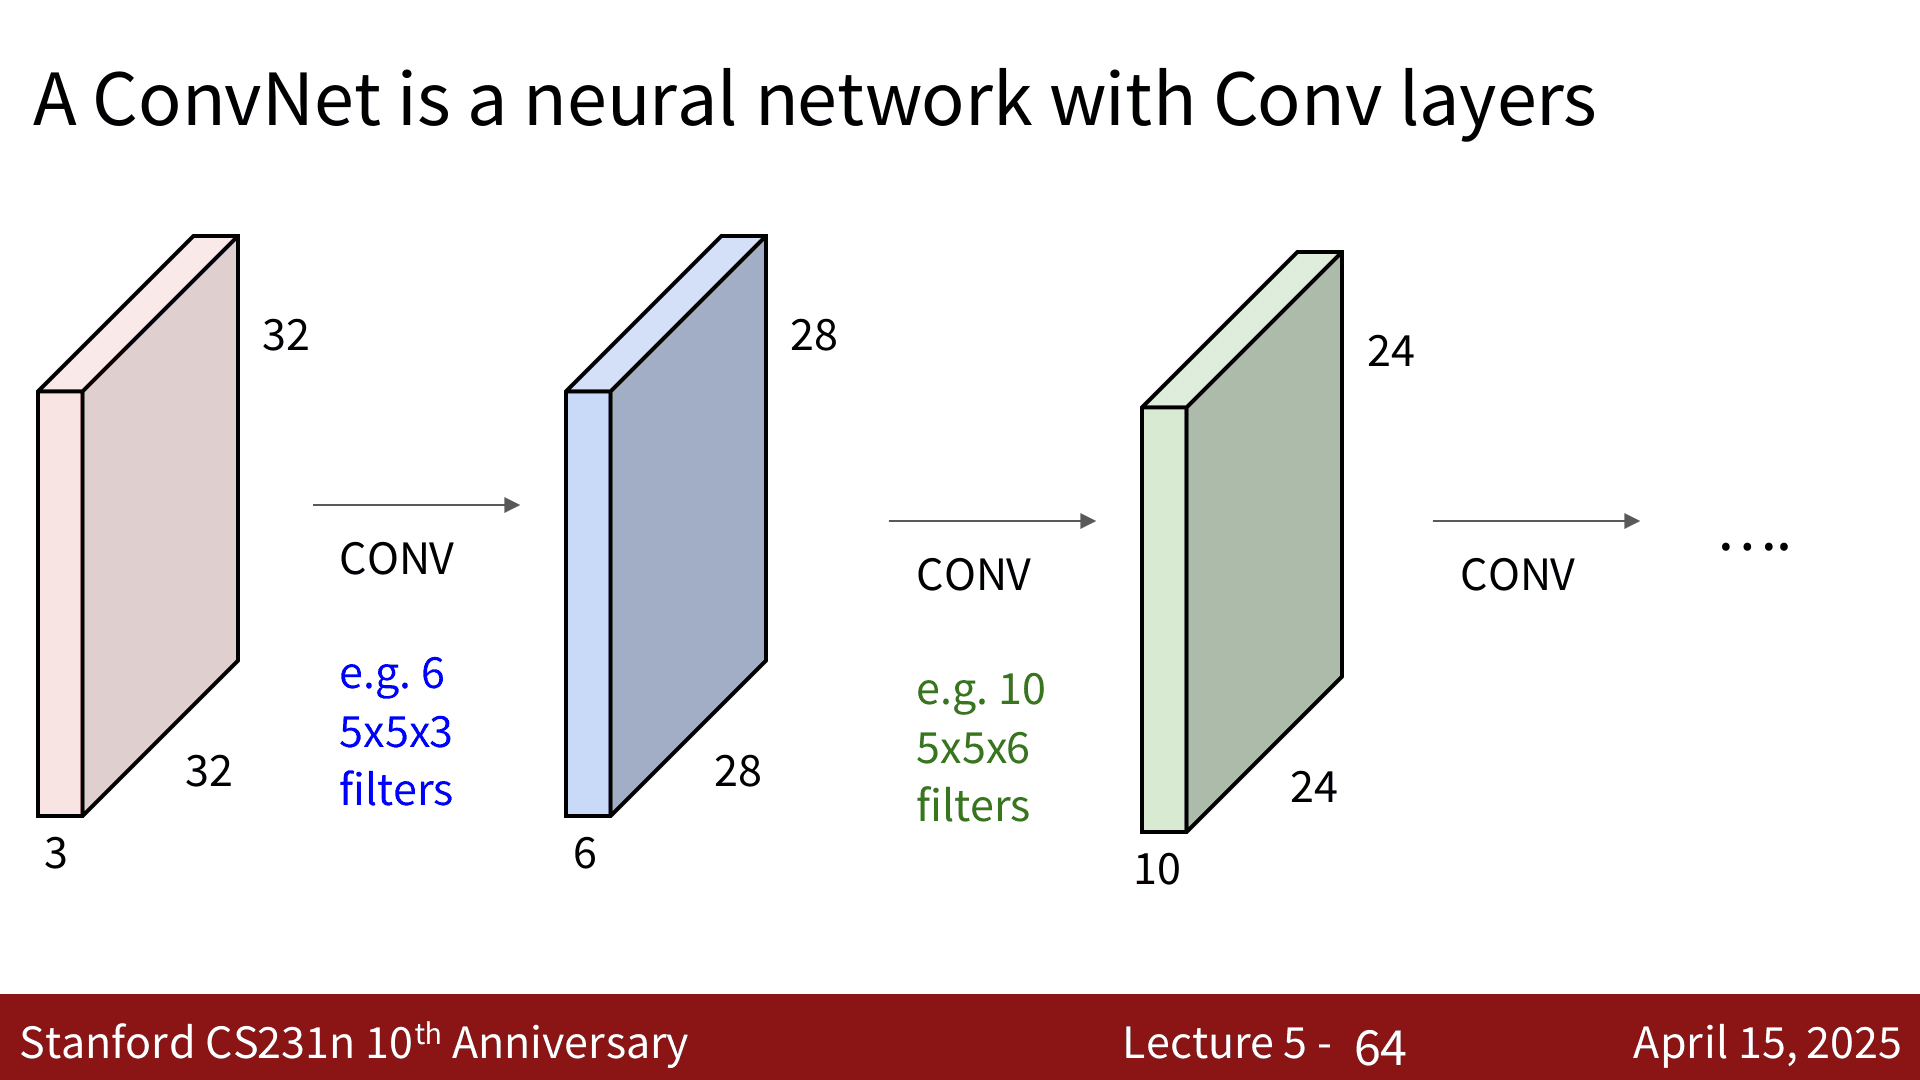 A ConvNet is a neural network with Conv layers
32
32
3
CONV
e.g. 6
5x5x3
filters
28
28
6
CONV
e.g. 10
5x5x6
filters
24
24
10
CONV
….
Stanford CS231n 10th Anniversary
Lecture 5 - 64
April 15, 2025